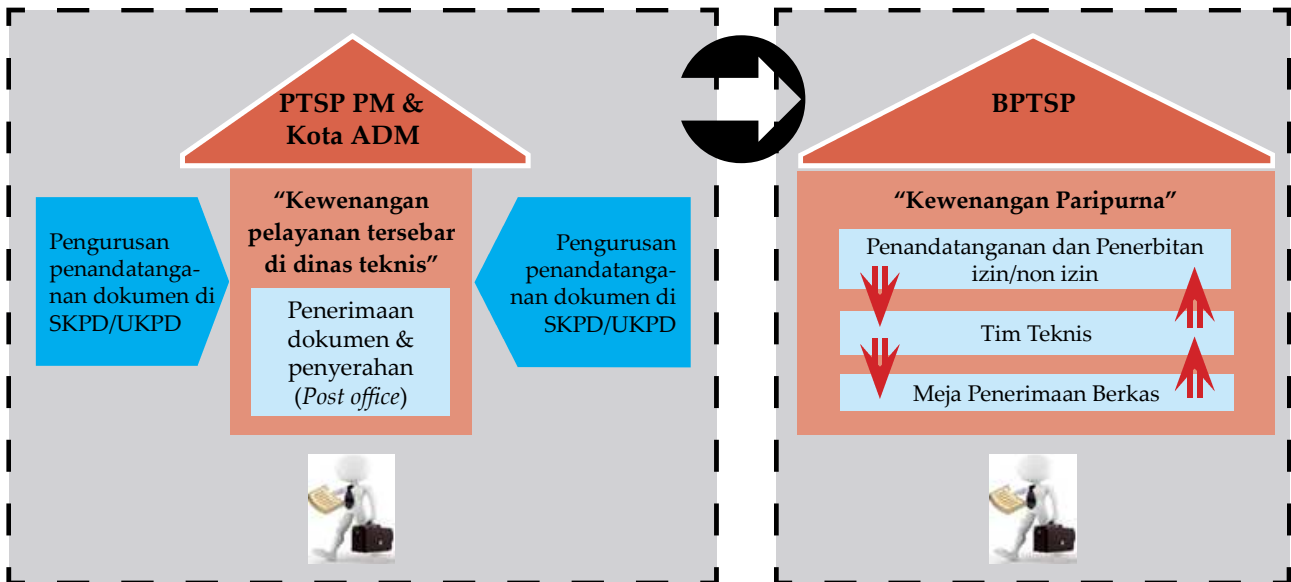 PTSP PM &
Kota ADM
“Kewenangan
pelayanan tersebar
di dinas teknis”
Pengurusan
penandatanga-
nan dokumen di
SKPD/UKPD
Penerimaan
dokumen &
penyerahan
(Post office)
Pengurusan
penandatanga-
nan dokumen di
SKPD/UKPD
BPTSP
“Kewenangan Paripurna”
Penandatanganan dan Penerbitan
izin/non izin
Tim Teknis
Meja Penerimaan Berkas